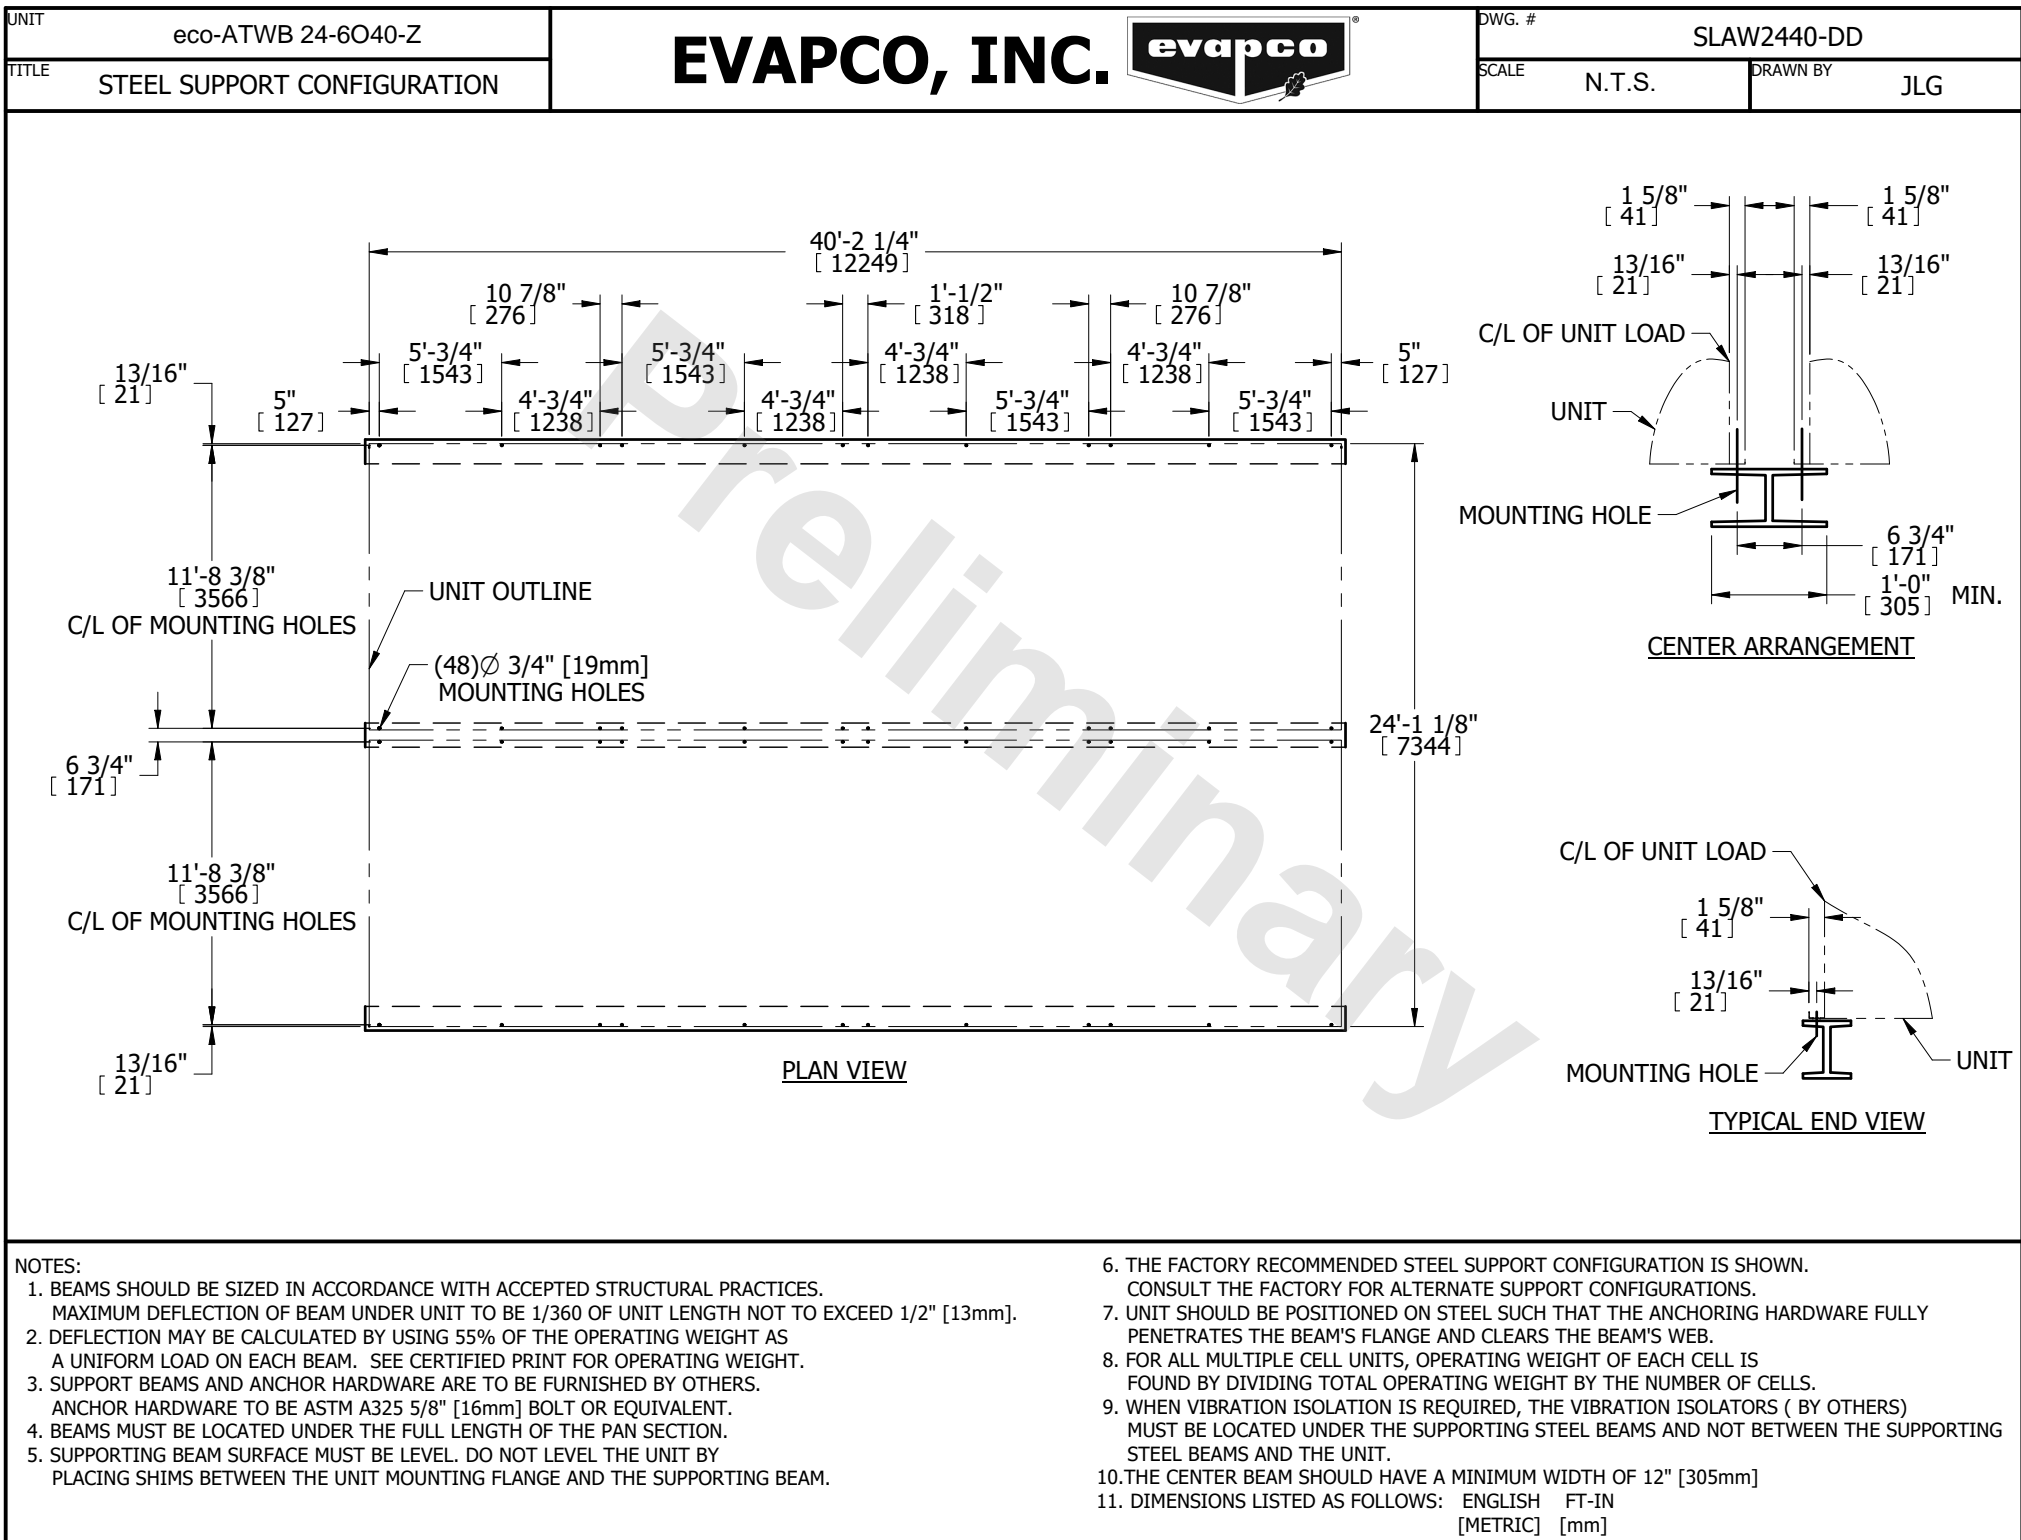 UNIT
eco-ATWB 24-6O40-Z
TITLE
STEEL SUPPORT CONFIGURATION
EVAPCO, INC.
evapco
®
DWG. #
SLAW2440-DD
SCALE
N.T.S.
DRAWN BY
JLG
40'-2 1/4"
[ 12249]
10 7/8"
[ 276]
1'-1/2"
[ 318 ]
10 7/8"
[ 276]
5'-3/4"
[ 1543]
5'-3/4"
[ 1543]
4'-3/4"
[ 1238]
4'-3/4"
[ 1238]
5"
[ 127]
13/16"
[ 21]
5"
[ 127]
4'-3/4"
[ 1238]
4'-3/4"
[ 1238]
5'-3/4"
[ 1543]
5'-3/4"
[ 1543]
11'-8 3/8"
[ 3566]
C/L OF MOUNTING HOLES
UNIT OUTLINE
(48)Ø 3/4" [19mm]
MOUNTING HOLES
6 3/4"
[ 171]
24'-1 1/8"
[ 7344]
11'-8 3/8"
[ 3566]
C/L OF MOUNTING HOLES
13/16"
[ 21]
PLAN VIEW
Preliminary
1 5/8"
[ 41]
1 5/8"
[ 41]
13/16"
[ 21]
13/16"
[ 21]
C/L OF UNIT LOAD
UNIT
MOUNTING HOLE
6 3/4"
[ 171]
1'-0"
[ 305] MIN.
CENTER ARRANGEMENT
C/L OF UNIT LOAD
1 5/8"
[ 41]
13/16"
[ 21]
MOUNTING HOLE
UNIT
TYPICAL END VIEW
NOTES:
1. BEAMS SHOULD BE SIZED IN ACCORDANCE WITH ACCEPTED STRUCTURAL PRACTICES.
MAXIMUM DEFLECTION OF BEAM UNDER UNIT TO BE 1/360 OF UNIT LENGTH NOT TO EXCEED 1/2" [13mm].
2. DEFLECTION MAY BE CALCULATED BY USING 55% OF THE OPERATING WEIGHT AS
A UNIFORM LOAD ON EACH BEAM. SEE CERTIFIED PRINT FOR OPERATING WEIGHT.
3. SUPPORT BEAMS AND ANCHOR HARDWARE ARE TO BE FURNISHED BY OTHERS.
ANCHOR HARDWARE TO BE ASTM A325 5/8" [16mm] BOLT OR EQUIVALENT.
4. BEAMS MUST BE LOCATED UNDER THE FULL LENGTH OF THE PAN SECTION.
5. SUPPORTING BEAM SURFACE MUST BE LEVEL. DO NOT LEVEL THE UNIT BY
PLACING SHIMS BETWEEN THE UNIT MOUNTING FLANGE AND THE SUPPORTING BEAM.
6. THE FACTORY RECOMMENDED STEEL SUPPORT CONFIGURATION IS SHOWN.
CONSULT THE FACTORY FOR ALTERNATE SUPPORT CONFIGURATIONS.
7. UNIT SHOULD BE POSITIONED ON STEEL SUCH THAT THE ANCHORING HARDWARE FULLY
PENETRATES THE BEAM'S FLANGE AND CLEARS THE BEAM'S WEB.
8. FOR ALL MULTIPLE CELL UNITS, OPERATING WEIGHT OF EACH CELL IS
FOUND BY DIVIDING TOTAL OPERATING WEIGHT BY THE NUMBER OF CELLS.
9. WHEN VIBRATION ISOLATION IS REQUIRED, THE VIBRATION ISOLATORS ( BY OTHERS)
MUST BE LOCATED UNDER THE SUPPORTING STEEL BEAMS AND NOT BETWEEN THE SUPPORTING
STEEL BEAMS AND THE UNIT.
10.THE CENTER BEAM SHOULD HAVE A MINIMUM WIDTH OF 12" [305mm]
11. DIMENSIONS LISTED AS FOLLOWS: ENGLISH FT-IN
[METRIC] [mm]